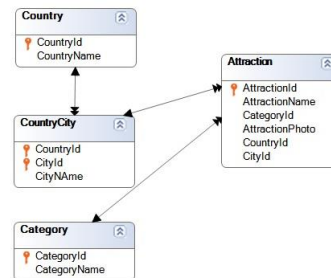 Country
CountryId
CountryName
Attraction
AttractionId
AttractionName
CategoryId
AttractionPhoto
CountryId
CityId
CountryCity
CountryId
CityId
CityNAme
Category
CategoryId
CategoryName